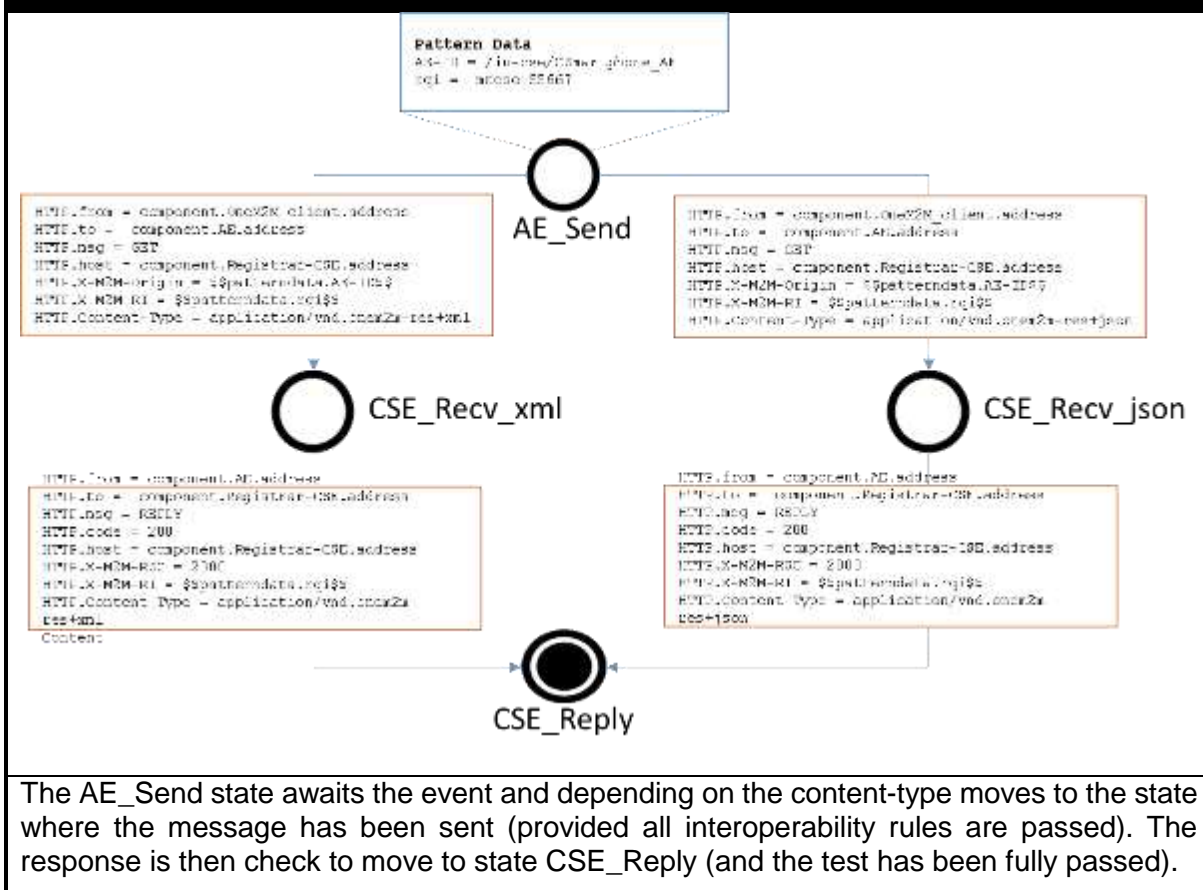 Pattern Data
AE-ID =
rqi =
AE_Send
HTTP.from = component.OneM2M_client.address
HTTP.to = component.AE.address
HTTP.msg = GET
HTTP.host = component.Registrar-CSE.address
HTTP.X-M2M-Origin = $$patterndata.AE-ID$$
HTTP.X-M2M-RI = $$patterndata.rqi$$
HTTP.Content-Type = application/vnd.onem2m-res+xml
HTTP.from = component.OneM2M_client.address
HTTP.to = component.AE.address
HTTP.msg = GET
HTTP.host = component.Registrar-CSE.address
HTTP.X-M2M-Origin = $$patterndata.AE-ID$$
HTTP.X-M2M-RI = $$patterndata.rqi$$
HTTP.Content-Type = application/vnd.onem2m-res+json
CSE_Recv_xml
CSE_Recv_json
HTTP.from = component.AE.address
HTTP.to = component.Registrar-CSE.address
HTTP.msg = REPLY
HTTP.code = 200
HTTP.host = component.Registrar-CSE.address
HTTP.X-M2M-RSC = 2000
HTTP.X-M2M-RI = $$patterndata.rqi$$
HTTP.Content-Type = application/vnd.onem2m
res+xml
Content
HTTP.from = component.AE.address
HTTP.to = component.Registrar-CSE.address
HTTP.msg = REPLY
HTTP.code = 200
HTTP.host = component.Registrar-CSE.address
HTTP.X-M2M-RSC = 2000
HTTP.X-M2M-RI = $$patterndata.rqi$$
HTTP.Content-Type = application/vnd.onem2m
res+json
CSE_Reply
The AE_Send state awaits the event and depending on the content-type moves to the state
where the message has been sent (provided all interoperability rules are passed). The
response is then check to move to state CSE_Reply (and the test has been fully passed).